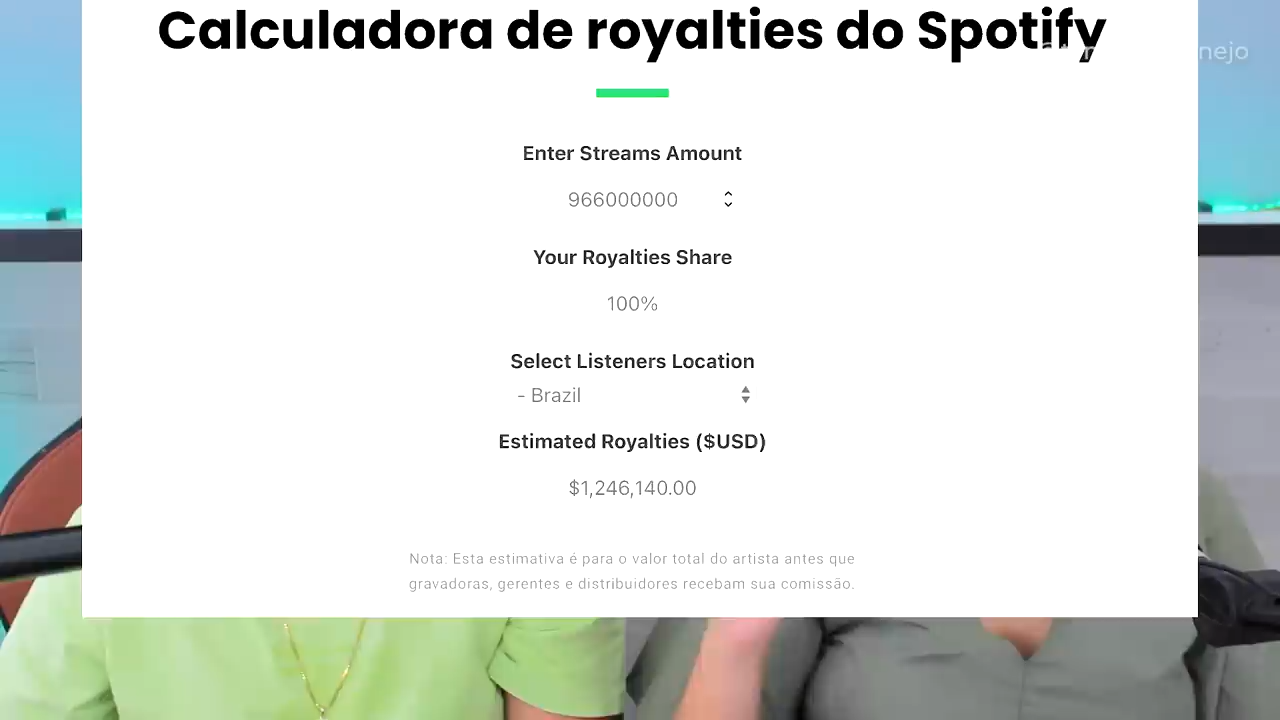 Calculadora de royalties do Spotify
Enter Streams Amount
966000000
Your Royalties Share
100%
Select Listeners Location
- Brazil
Estimated Royalties ($USD)
$1,246,140.00
Nota: Esta estimativa é para o valor total do artista antes que
gravadoras, gerentes e distribuidores recebam sua comissão.